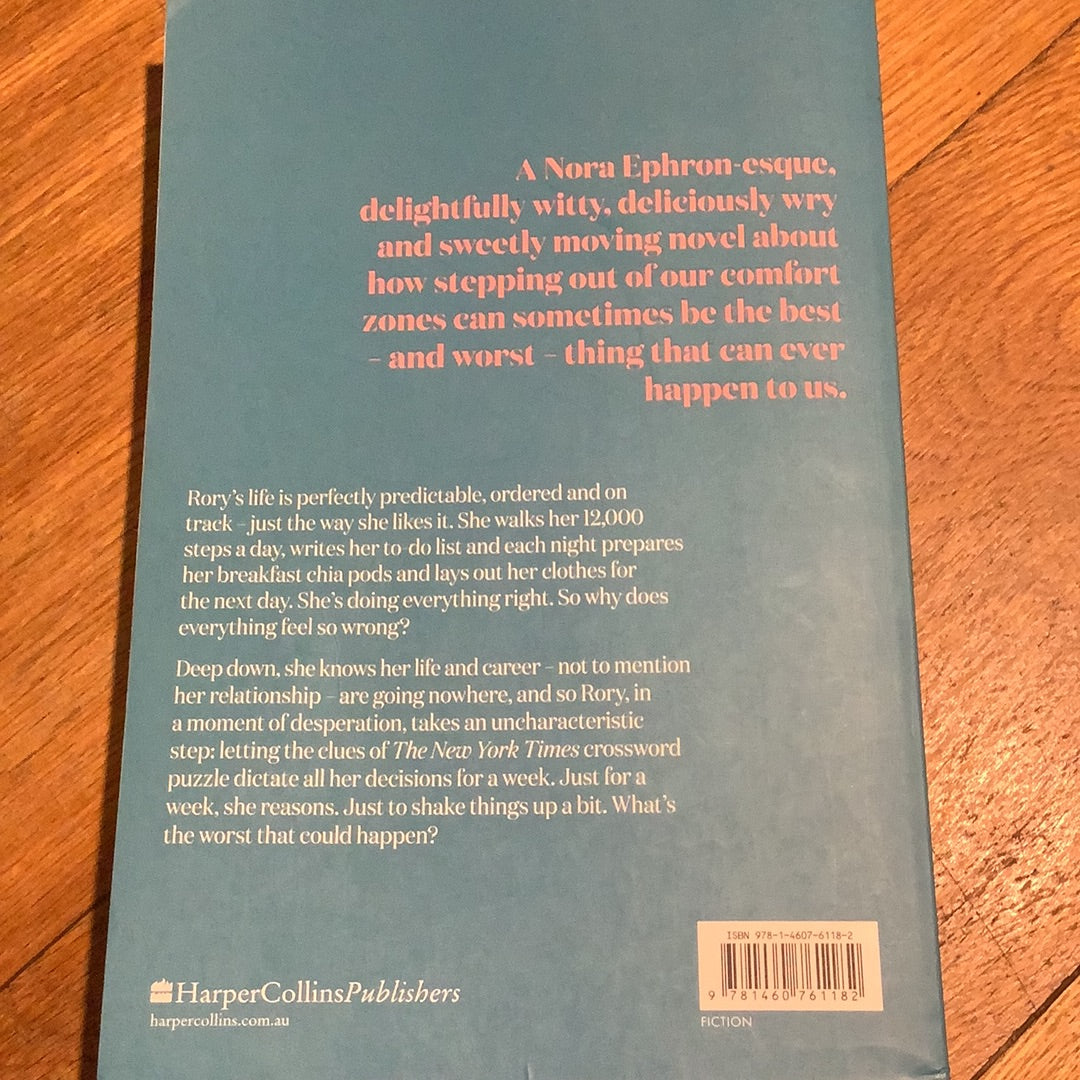 A Nora Ephron-esque,
delightfully witty, deliciously wry
and sweetly moving novel about
how stepping out of our comfort
zones can sometimes be the best
– and worst – thing that can ever
happen to us.
Rory's life is perfectly predictable, ordered and on
track – just the way she likes it. She walks her 12,000
steps a day, writes her to-do list and each night prepares
her breakfast chia pods and lays out her clothes for
the next day. She's doing everything right. So why does
everything feel so wrong?
Deep down, she knows her life and career – not to mention
her relationship – are going nowhere, and so Rory, in
a moment of desperation, takes an uncharacteristic
step: letting the clues of The New York Times crossword
puzzle dictate all her decisions for a week. Just for a
week, she reasons. Just to shake things up a bit. What's
the worst that could happen?
ISBN 978-1-4607-6118-2
9 781460 761182
FICTION
HarperCollinsPublishers
harpercollins.com.au